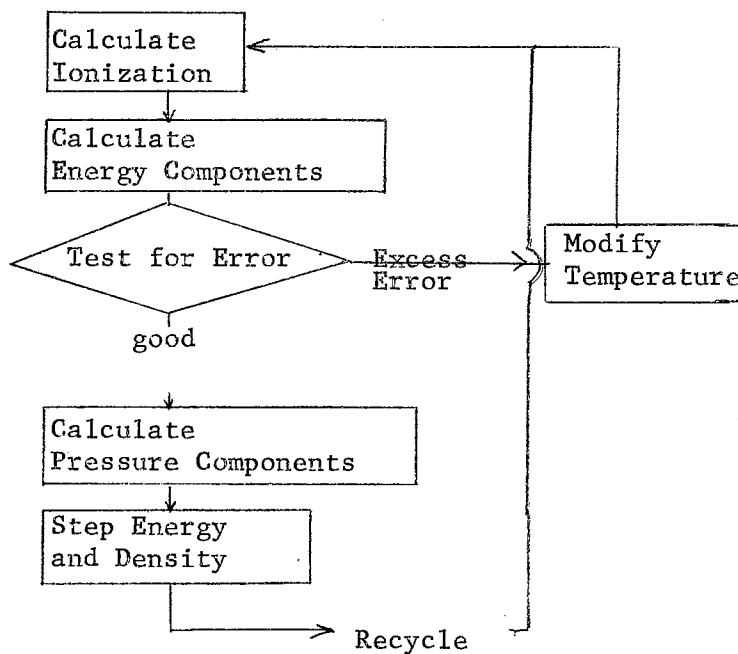 Calculate
Ionization
Calculate
Energy Components
Test for Error
Excess
Error
Modify
Temperature
good
Calculate
Pressure Components
Step Energy
and Density
Recycle